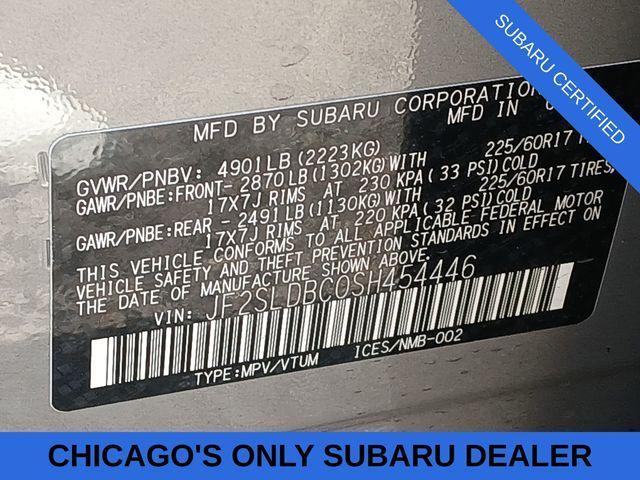 SUBARU CERTIFIED
MFD BY SUBARU CORPORATION
MFD IN
GVWR/PNBV: 4901LB(2223KG)
GAWR/PNBE:FRONT- 2870LB(1302KG)WITH 225/60R17
17X7J RIMS AT 230 KPA(33 PSI)COLD
GAWR/PNBE:REAR - 2491LB(1130KG)WITH 225/60R17 TIRES,
17X7J RIMS AT 220 KPA(32 PSI)COLD
THIS VEHICLE CONFORMS TO ALL APPLICABLE FEDERAL MOTOR
VEHICLE SAFETY AND THEFT PREVENTION STANDARDS IN EFFECT ON
THE DATE OF MANUFACTURE SHOWN ABOVE.
VIN: JF2SLDBC0SH454446
TYPE:MPV/VTUM ICES/NMB-002
CHICAGO'S ONLY SUBARU DEALER